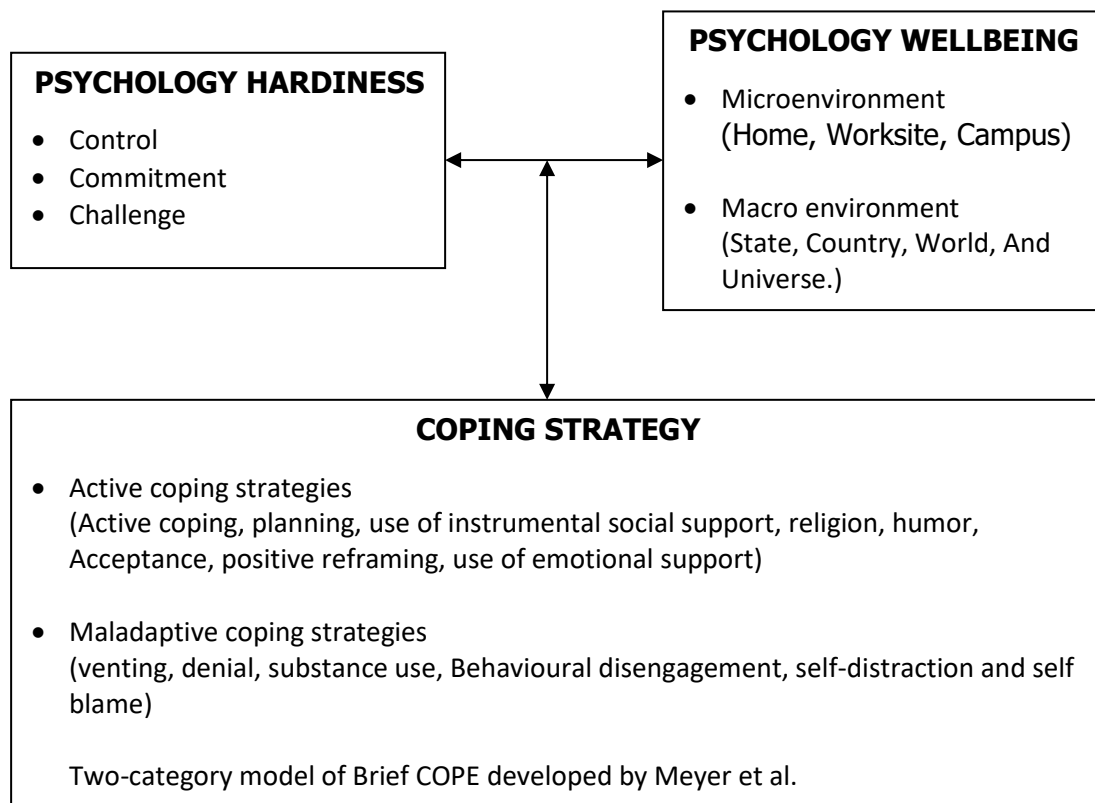 PSYCHOLOGY HARDINESS
• Control
• Commitment
• Challenge
PSYCHOLOGY WELLBEING
• Microenvironment
(Home, Worksite, Campus)
• Macro environment
(State, Country, World, And
Universe.)
COPING STRATEGY
• Active coping strategies
(Active coping, planning, use of instrumental social support, religion, humor,
Acceptance, positive reframing, use of emotional support)
• Maladaptive coping strategies
(venting, denial, substance use, Behavioural disengagement, self-distraction and self
blame)
Two-category model of Brief COPE developed by Meyer et al.